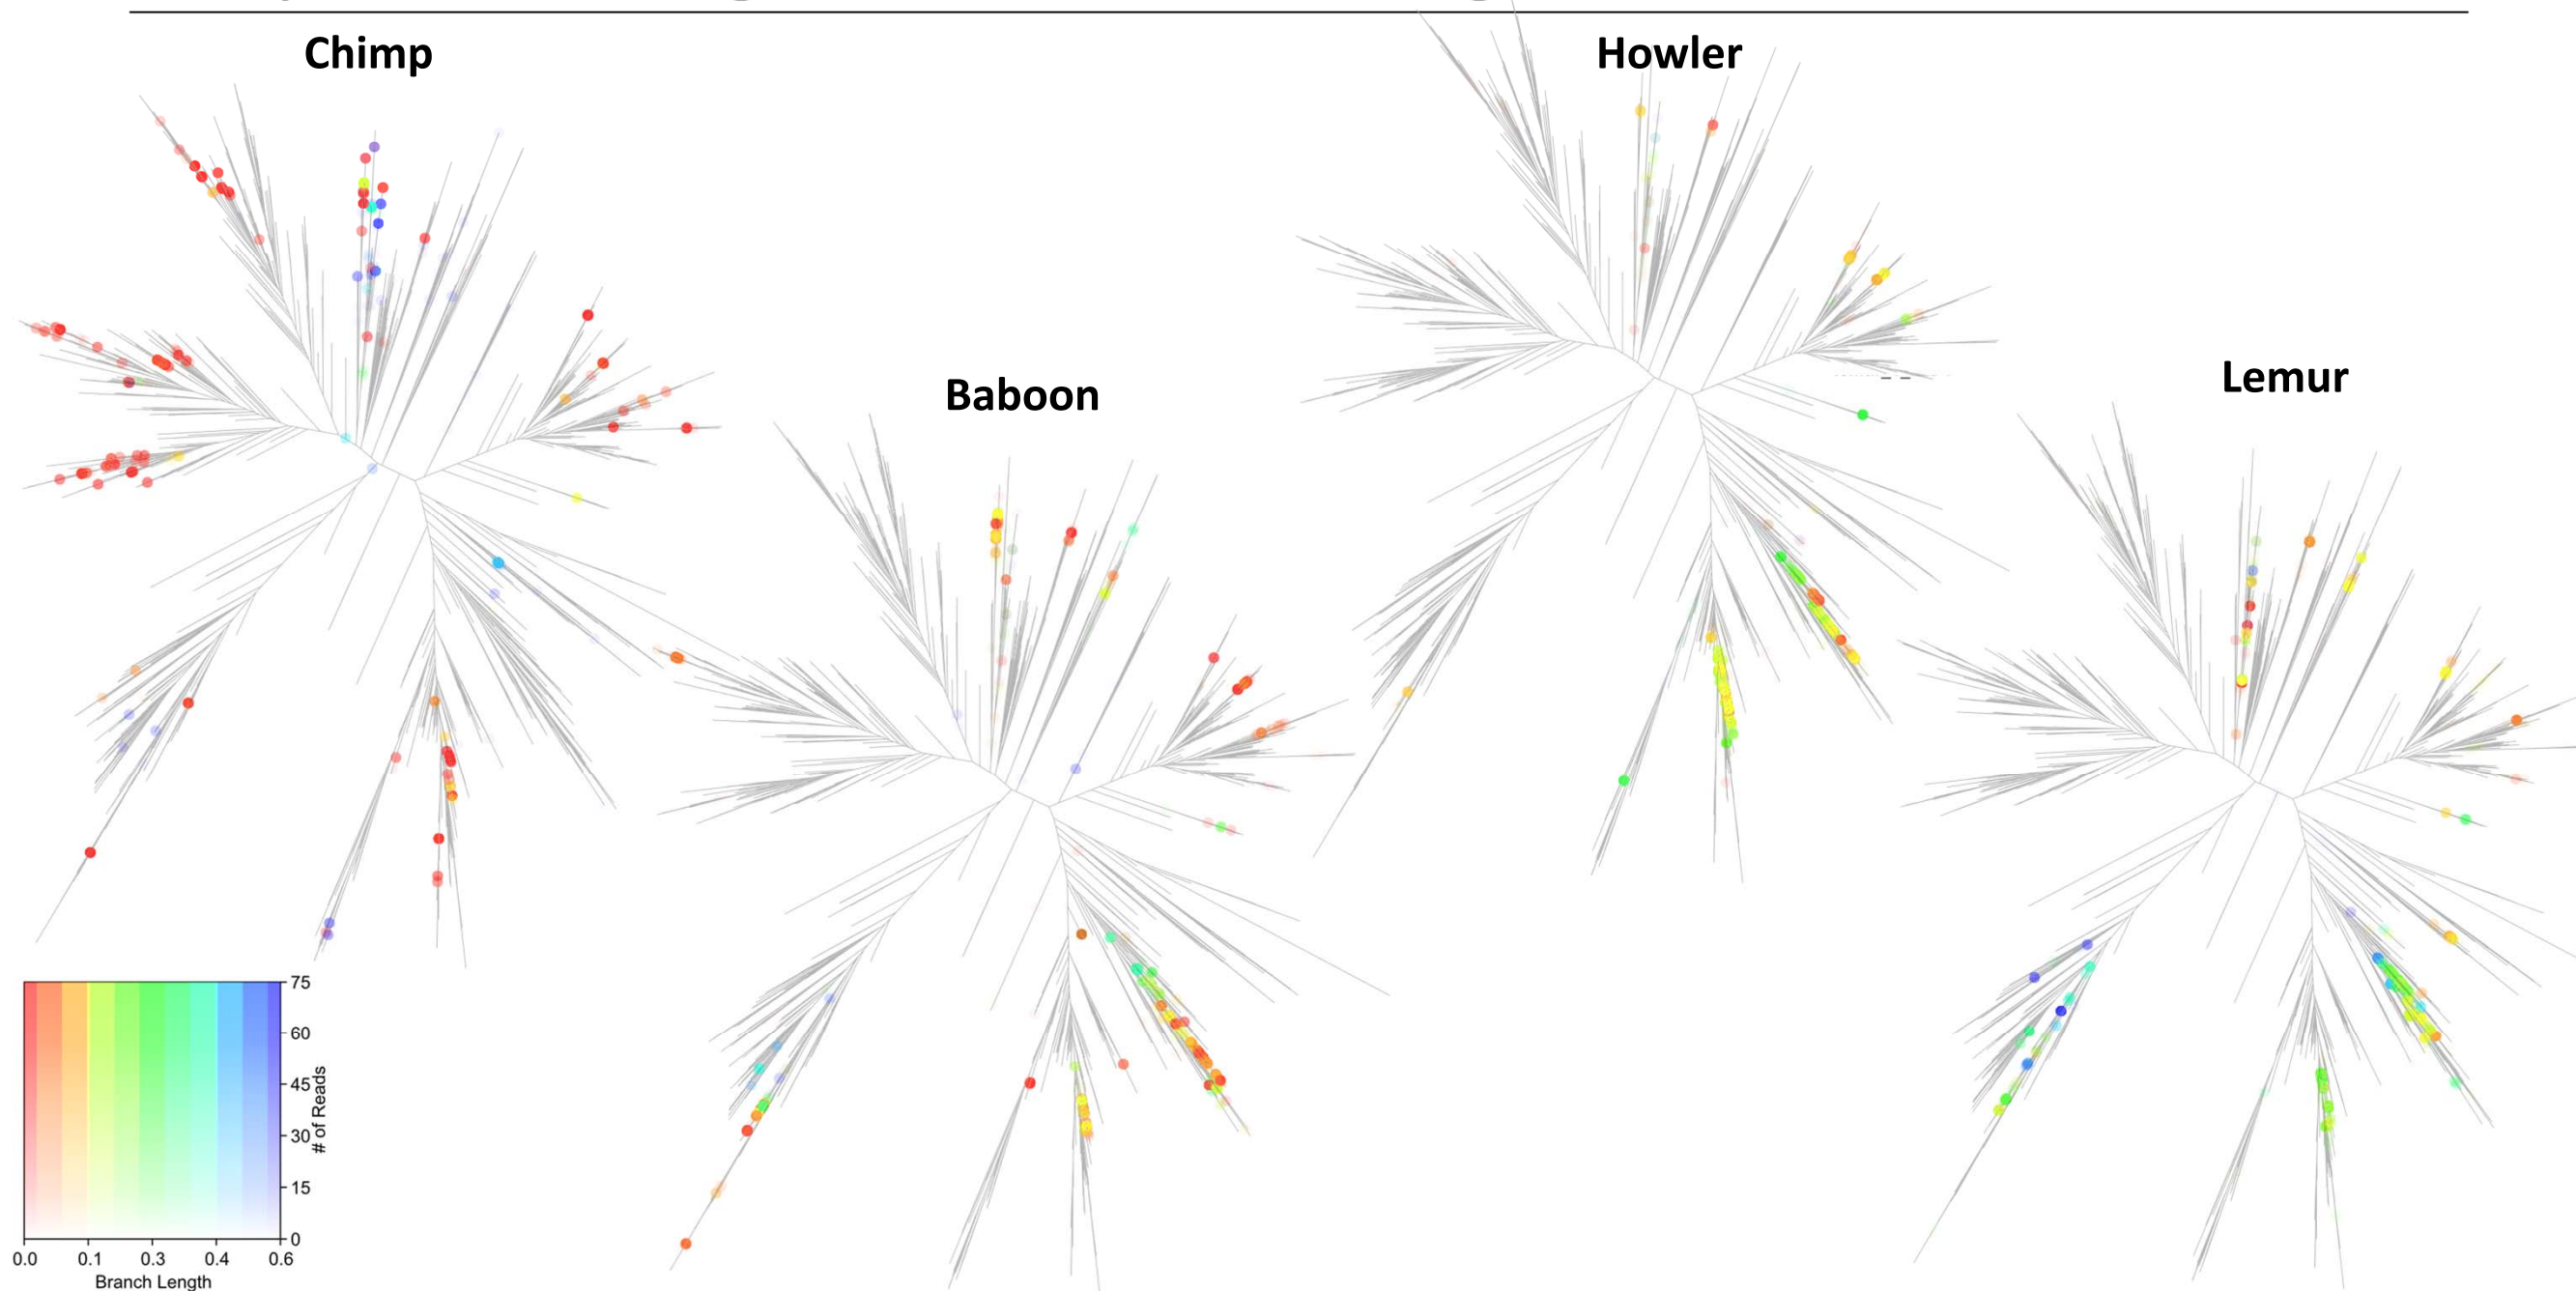 Chimp
Howler
Baboon
Lemur
75
60
45
30
15
0
# of Reads
0.0 0.1 0.3 0.4 0.6
Branch Length